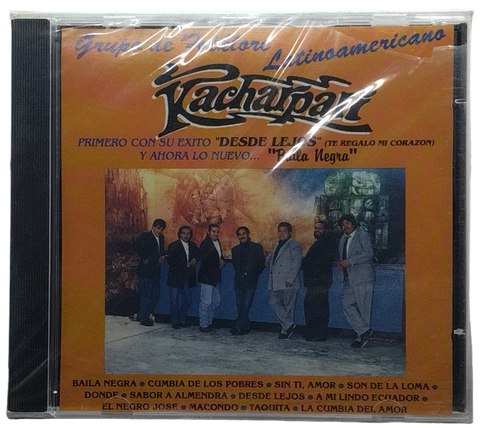 Grupo de Folklore
Latinoamericano
Kacharpari
PRIMERO CON SU EXITO "DESDE LEJOS" (TE REGALO MI CORAZON)
Y AHORA LO NUEVO... "Baila Negra"
BAILA NEGRA • CUMBIA DE LOS POBRES • SIN TI, AMOR • SON DE LA LOMA •
DONDE • SABOR A ALMENDRA • DESDE LEJOS • A MI LINDO ECUADOR •
EL NEGRO JOSE • MACONDO • TAQUITA • LA CUMBIA DEL AMOR